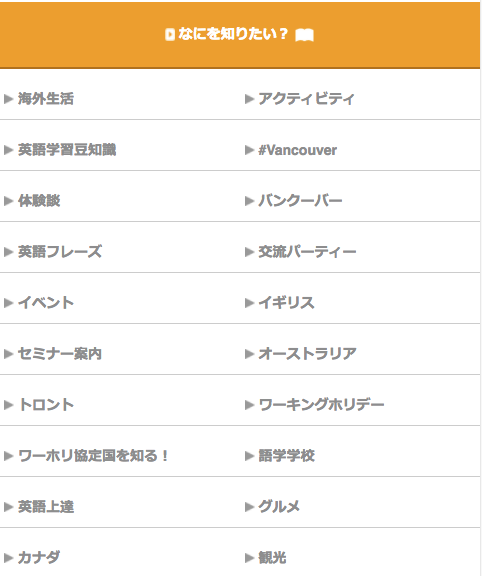 なにを知りたい？
海外生活
アクティビティ
英語学習豆知識
#Vancouver
体験談
バンクーバー
英語フレーズ
交流パーティー
イベント
イギリス
セミナー案内
オーストラリア
トロント
ワーキングホリデー
ワーホリ協定国を知る！
語学学校
英語上達
グルメ
カナダ
観光